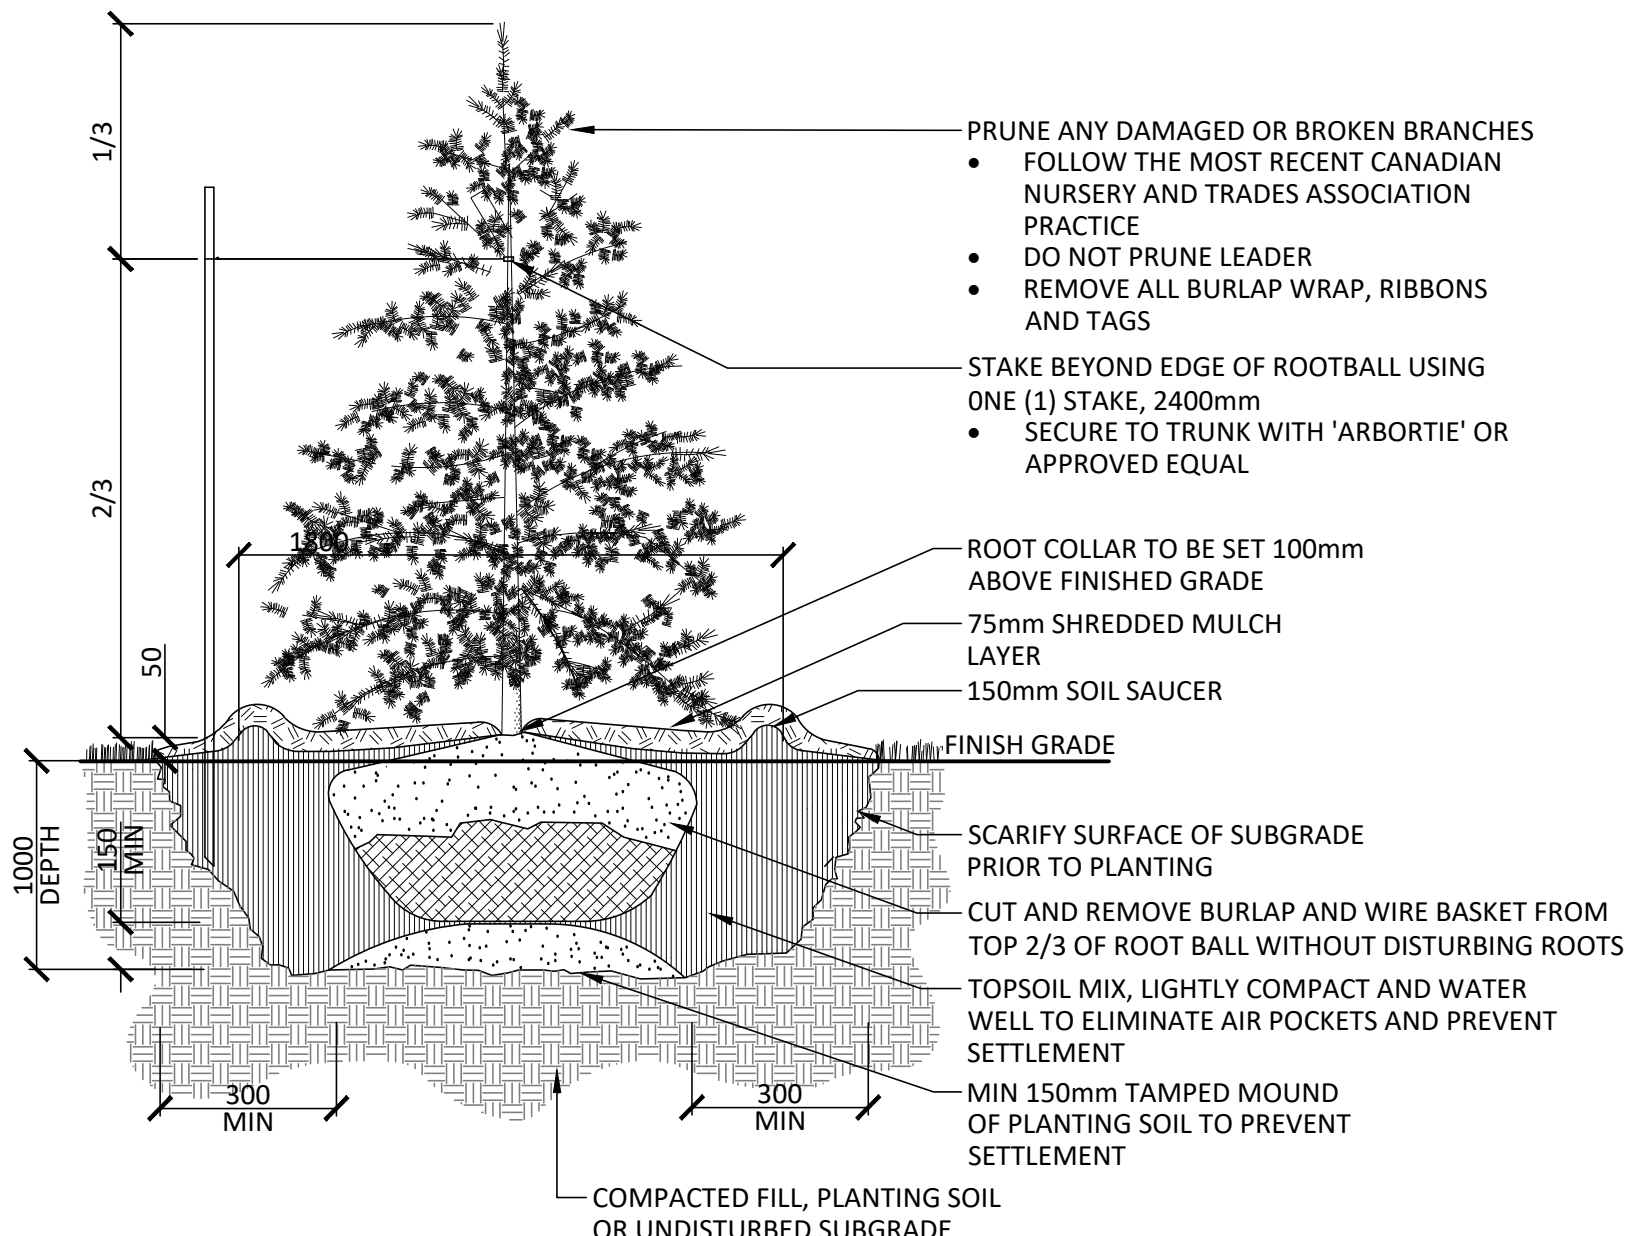 1/3
2/3
1800
50
1000
DEPTH
150
MIN
300
MIN
300
MIN
PRUNE ANY DAMAGED OR BROKEN BRANCHES
• FOLLOW THE MOST RECENT CANADIAN
NURSERY AND TRADES ASSOCIATION
PRACTICE
• DO NOT PRUNE LEADER
• REMOVE ALL BURLAP WRAP, RIBBONS
AND TAGS
STAKE BEYOND EDGE OF ROOTBALL USING
0NE (1) STAKE, 2400mm
• SECURE TO TRUNK WITH 'ARBORTIE' OR
APPROVED EQUAL
ROOT COLLAR TO BE SET 100mm
ABOVE FINISHED GRADE
75mm SHREDDED MULCH
LAYER
150mm SOIL SAUCER
FINISH GRADE
SCARIFY SURFACE OF SUBGRADE
PRIOR TO PLANTING
CUT AND REMOVE BURLAP AND WIRE BASKET FROM
TOP 2/3 OF ROOT BALL WITHOUT DISTURBING ROOTS
TOPSOIL MIX, LIGHTLY COMPACT AND WATER
WELL TO ELIMINATE AIR POCKETS AND PREVENT
SETTLEMENT
MIN 150mm TAMPED MOUND
OF PLANTING SOIL TO PREVENT
SETTLEMENT
COMPACTED FILL, PLANTING SOIL
OR UNDISTURBED SUBGRADE